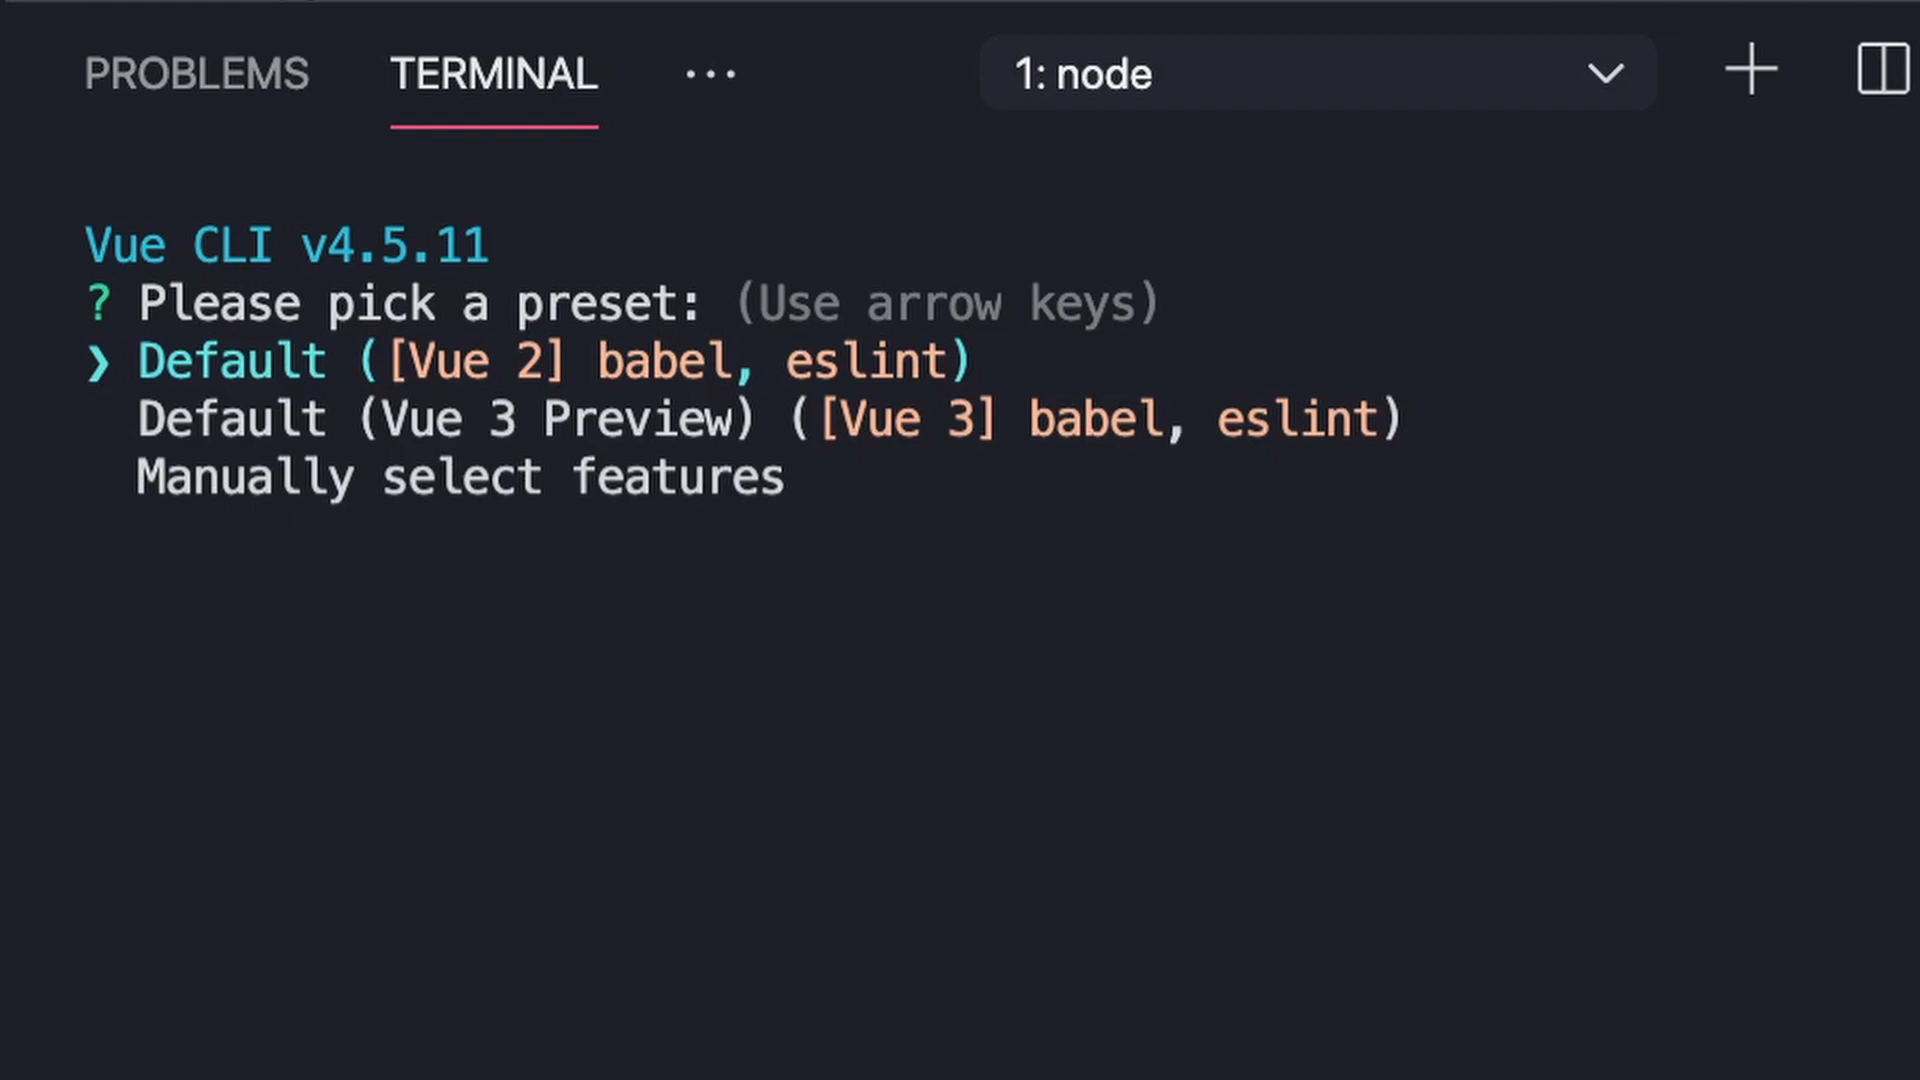 PROBLEMS TERMINAL ... 1: node
Vue CLI v4.5.11
? Please pick a preset: (Use arrow keys)
❯ Default ([Vue 2] babel, eslint)
Default (Vue 3 Preview) ([Vue 3] babel, eslint)
Manually select features